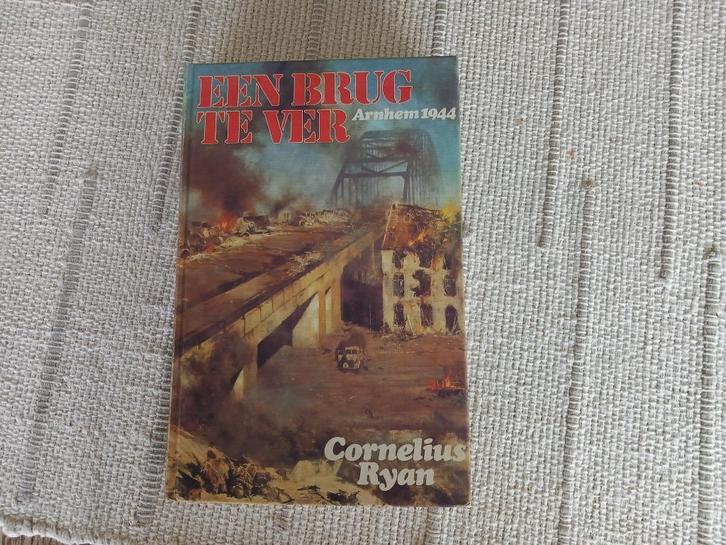 EEN BRUG
TE VER
Arnhem 1944
Cornelius
Ryan